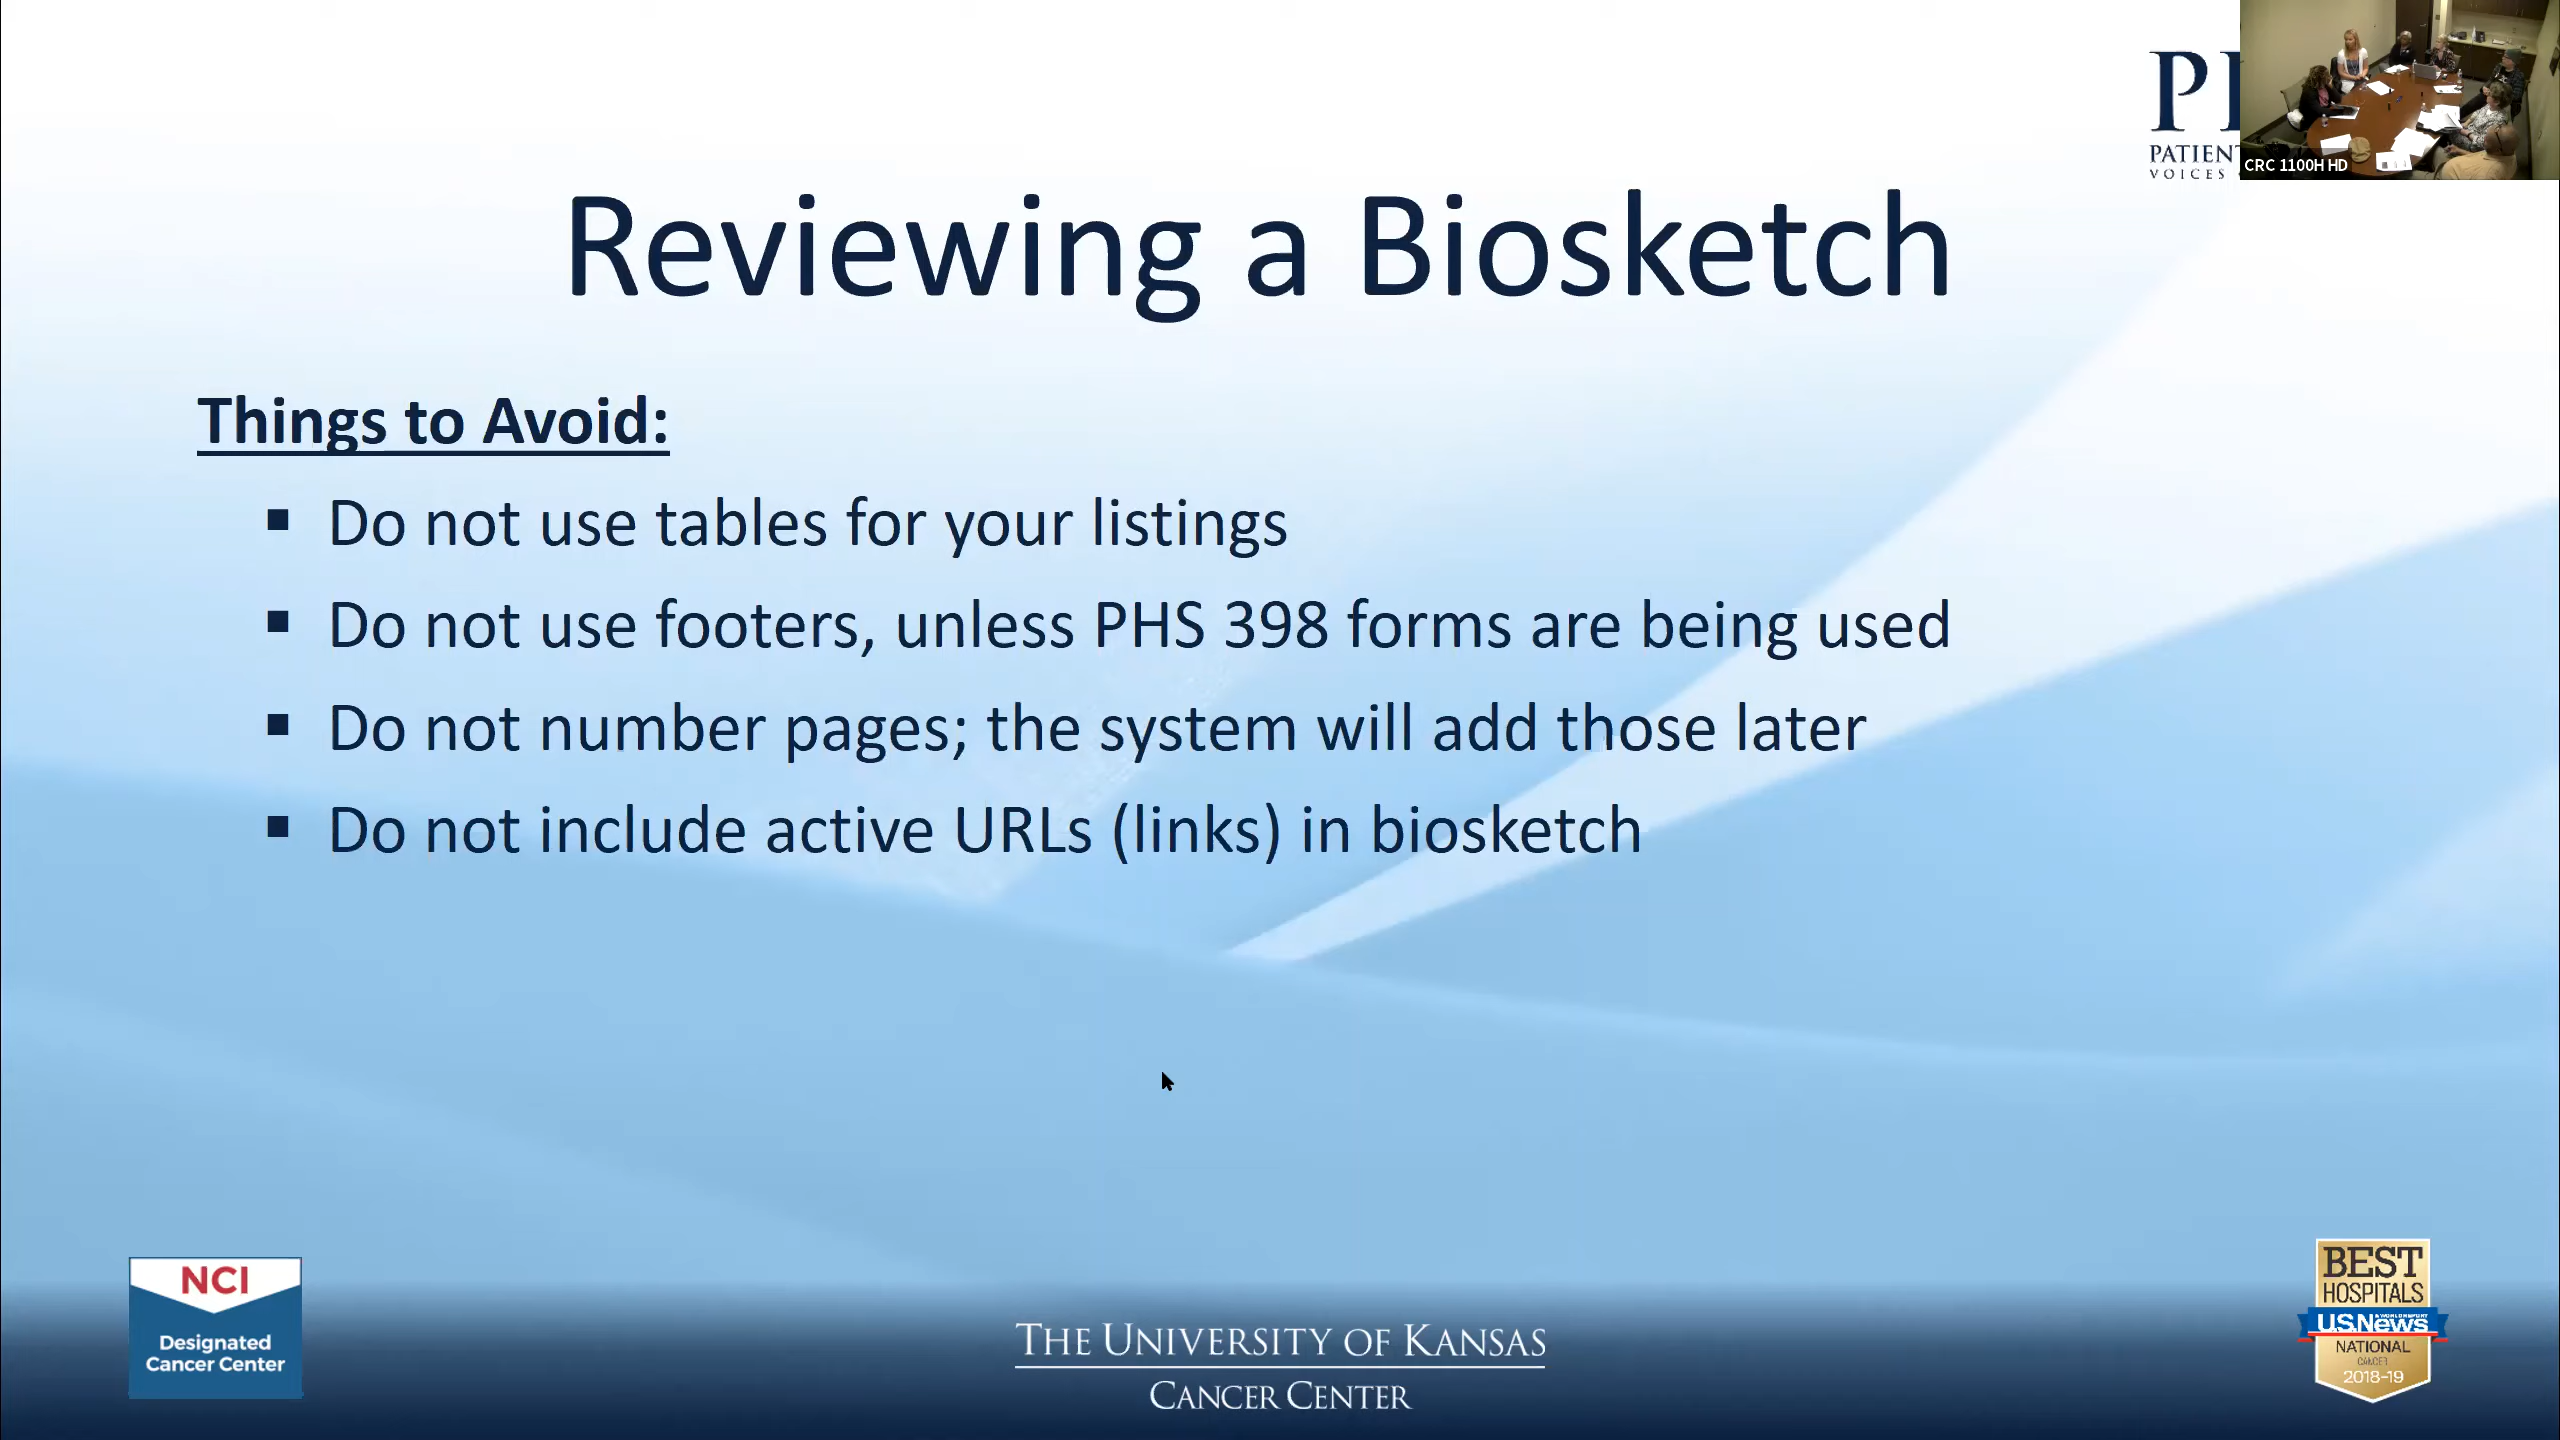 PATIENT
VOICES
CRC 1100H HD
Reviewing a Biosketch
Things to Avoid:
▪ Do not use tables for your listings
▪ Do not use footers, unless PHS 398 forms are being used
▪ Do not number pages; the system will add those later
▪ Do not include active URLs (links) in biosketch
NCI
Designated
Cancer Center
THE UNIVERSITY OF KANSAS
CANCER CENTER
BEST
HOSPITALS
U.S.News
NATIONAL
CANCER
2018-19